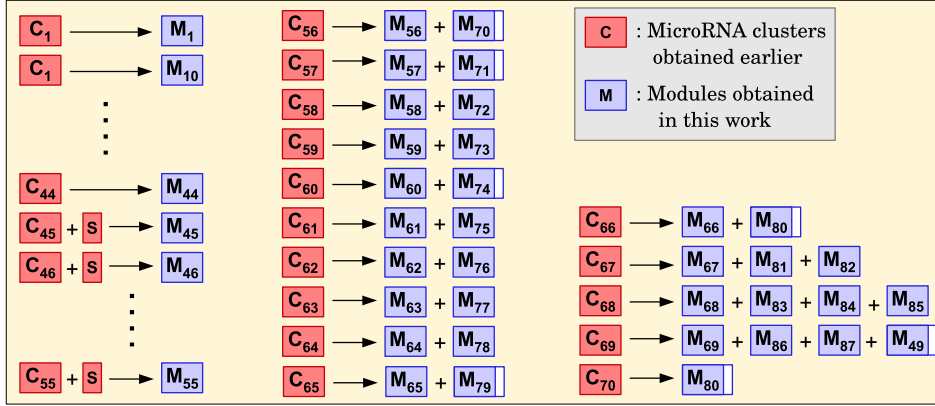 C1 → M1
C1 → M10
C44 → M44
C45 + S → M45
C46 + S → M46
C55 + S → M55
C56 → M56 + M70
C57 → M57 + M71
C58 → M58 + M72
C59 → M59 + M73
C60 → M60 + M74
C61 → M61 + M75
C62 → M62 + M76
C63 → M63 + M77
C64 → M64 + M78
C65 → M65 + M79
C : MicroRNA clusters
obtained earlier
M : Modules obtained
in this work
C66 → M66 + M80
C67 → M67 + M81 + M82
C68 → M68 + M83 + M84 + M85
C69 → M69 + M86 + M87 + M49
C70 → M80